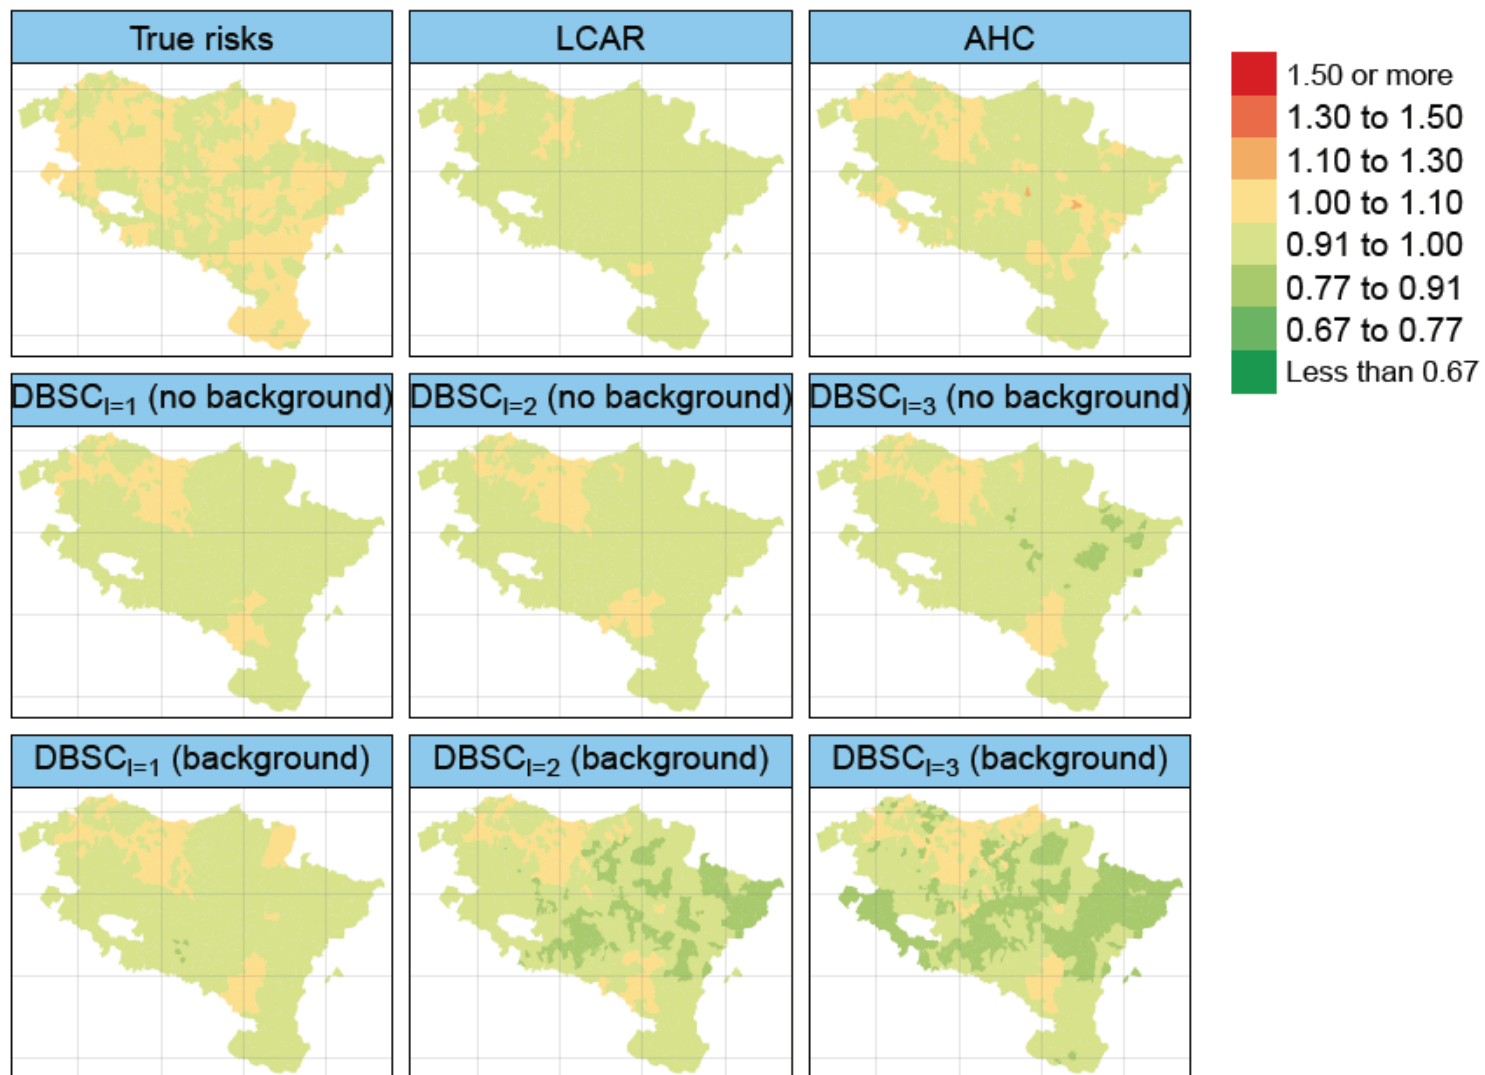 True risks
LCAR
AHC
1.50 or more
1.30 to 1.50
1.10 to 1.30
1.00 to 1.10
0.91 to 1.00
0.77 to 0.91
0.67 to 0.77
Less than 0.67
DBSCl=1 (no background)
DBSCl=2 (no background)
DBSCl=3 (no background)
DBSCl=1 (background)
DBSCl=2 (background)
DBSCl=3 (background)